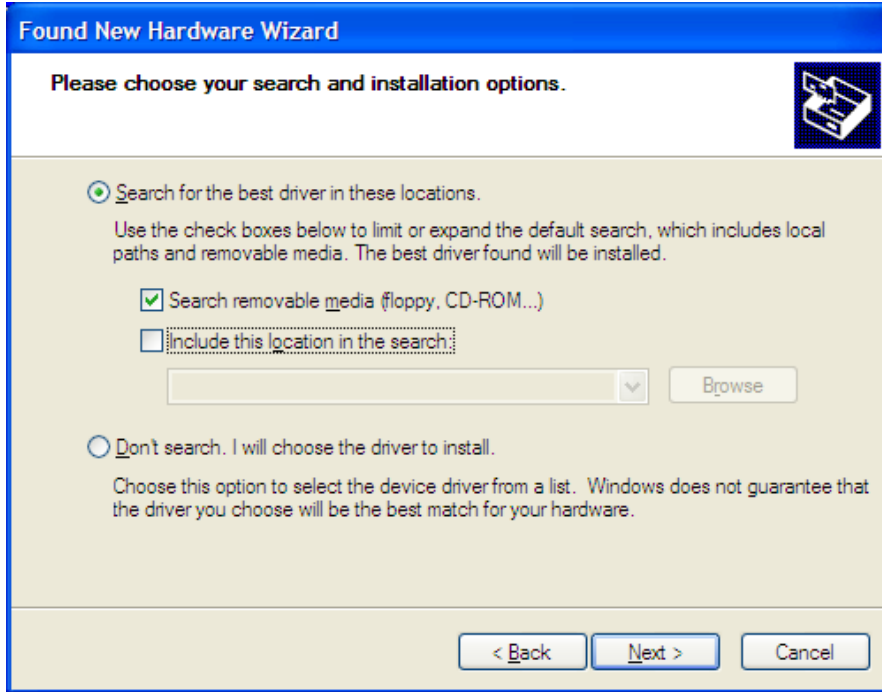 Found New Hardware Wizard
Please choose your search and installation options.
Search for the best driver in these locations.
Use the check boxes below to limit or expand the default search, which includes local
paths and removable media. The best driver found will be installed.
Search removable media (floppy, CD-ROM...)
Include this location in the search:
Browse
Don't search. I will choose the driver to install.
Choose this option to select the device driver from a list.  Windows does not guarantee that
the driver you choose will be the best match for your hardware.
< Back Next > Cancel